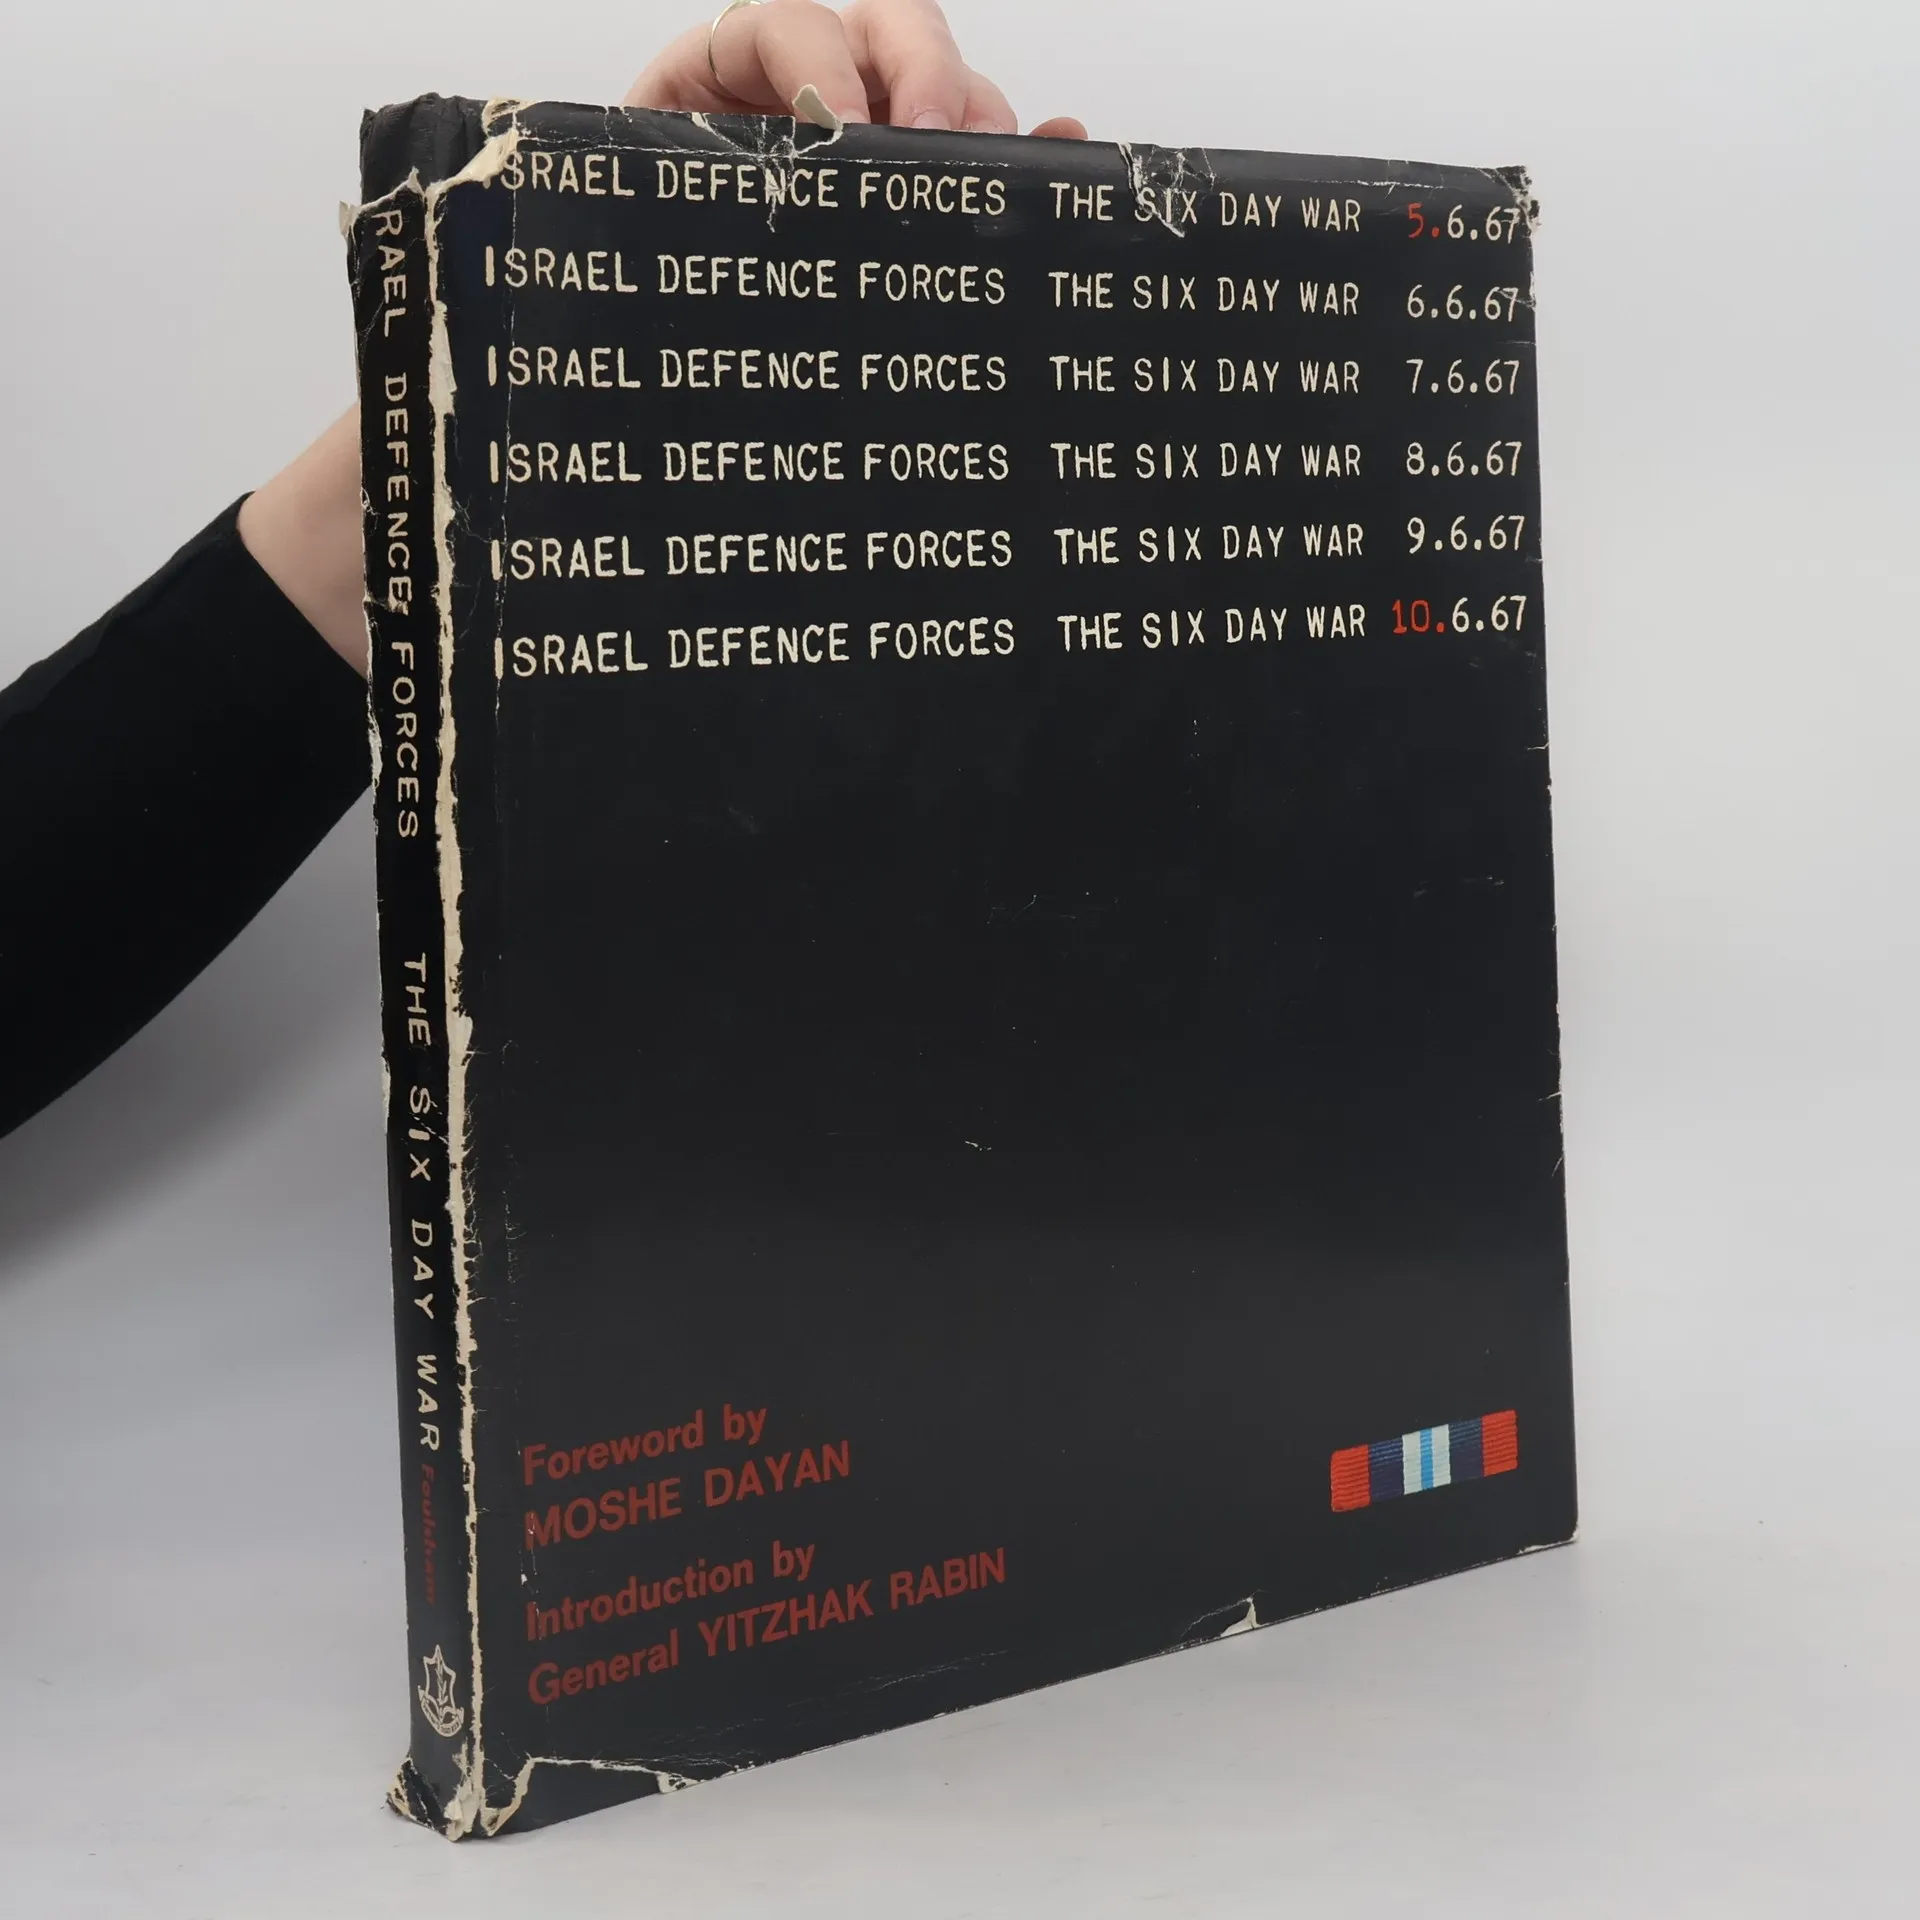 ISRAEL DEFENCE FORCES THE SIX DAY WAR 5.6.67
ISRAEL DEFENCE FORCES THE SIX DAY WAR 6.6.67
ISRAEL DEFENCE FORCES THE SIX DAY WAR 7.6.67
ISRAEL DEFENCE FORCES THE SIX DAY WAR 8.6.67
ISRAEL DEFENCE FORCES THE SIX DAY WAR 9.6.67
ISRAEL DEFENCE FORCES THE SIX DAY WAR 10.6.67
Foreword by
MOSHE DAYAN
Introduction by
General YITZHAK RABIN
RAEL DEFENCE FORCES THE SIX DAY WAR